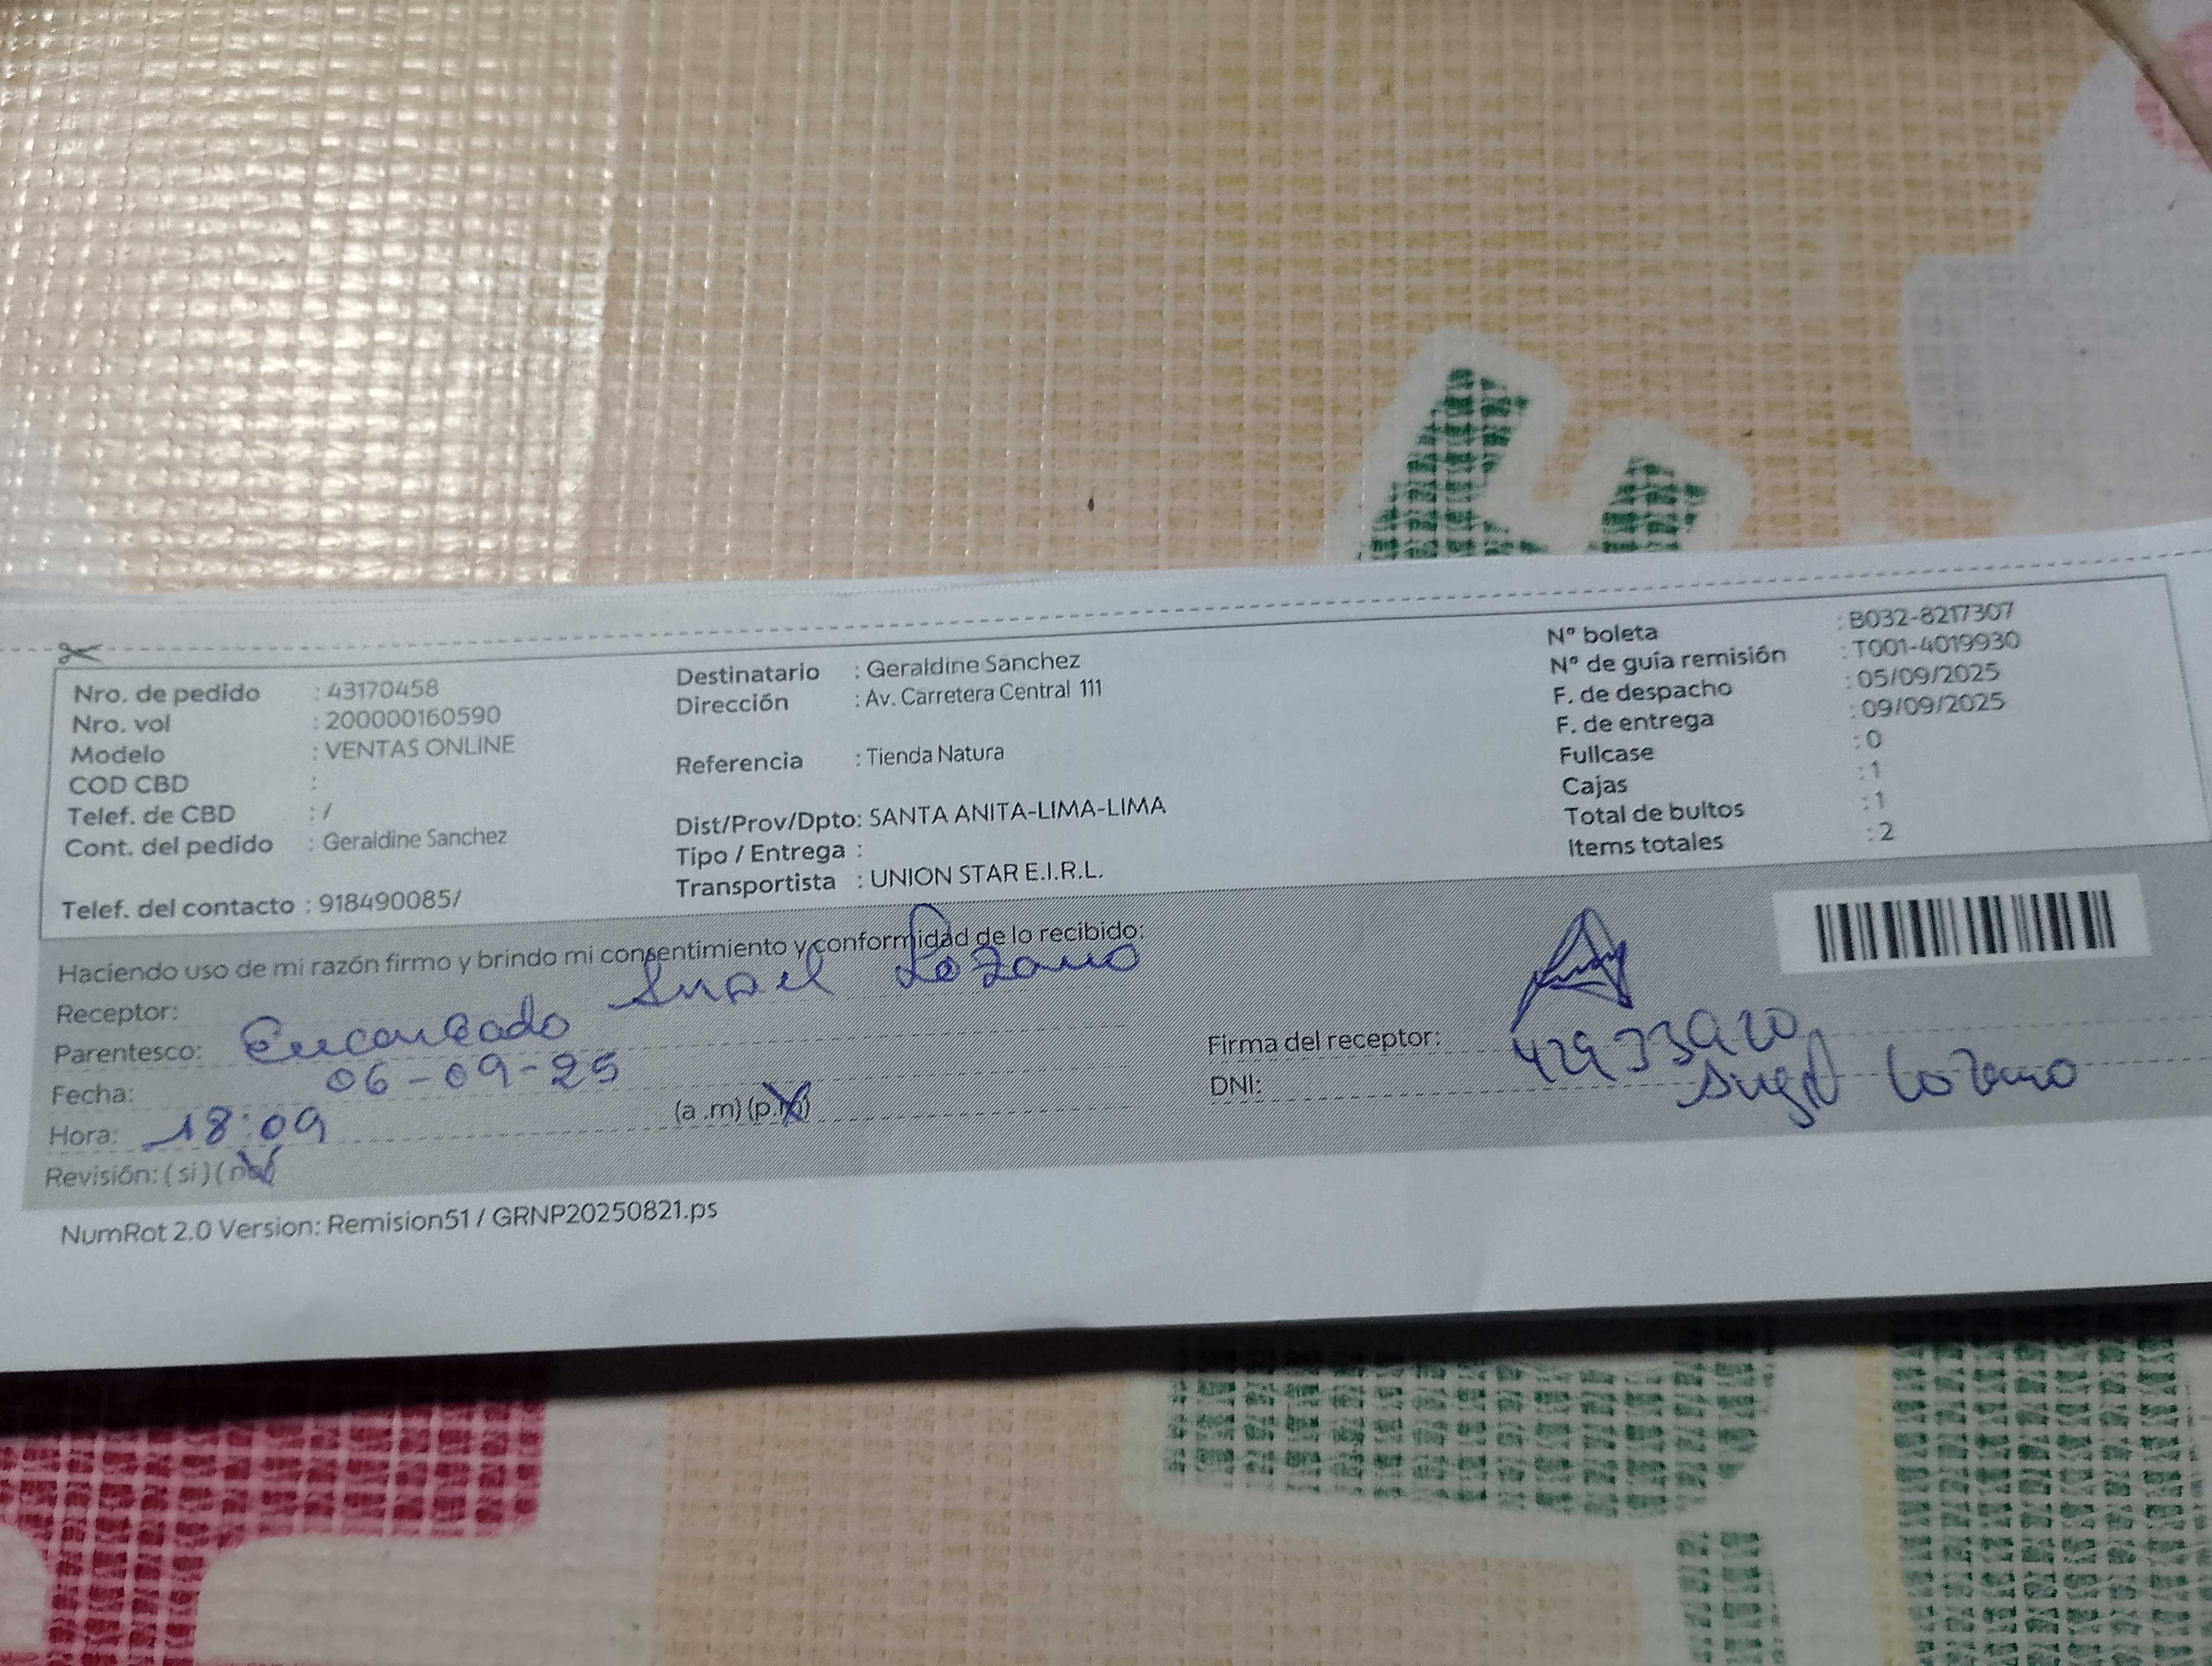 Nro. de pedido : 43170458
Nro. vol : 200000160590
Modelo : VENTAS ONLINE
COD CBD :
Telef. de CBD : /
Cont. del pedido : Geraldine Sanchez
Telef. del contacto : 918490085/
Destinatario : Geraldine Sanchez
Dirección : Av. Carretera Central 111
Referencia : Tienda Natura
Dist/Prov/Dpto: SANTA ANITA-LIMA-LIMA
Tipo / Entrega :
Transportista : UNION STAR E.I.R.L.
N° boleta : B032-8217307
N° de guía remisión : T001-4019930
F. de despacho : 05/09/2025
F. de entrega : 09/09/2025
Fullcase : 0
Cajas : 1
Total de bultos : 1
Items totales : 2
Haciendo uso de mi razón firmo y brindo mi consentimiento y conformidad de lo recibido:
Receptor: Angel Lozano
Parentesco: Encargado
Fecha: 06-09-25
Hora: 18:09 (a .m) (p.m)
Revisión: ( si ) ( no )
Firma del receptor:
DNI: 42933920
Angel Lozano
NumRot 2.0 Version: Remision51 / GRNP20250821.ps